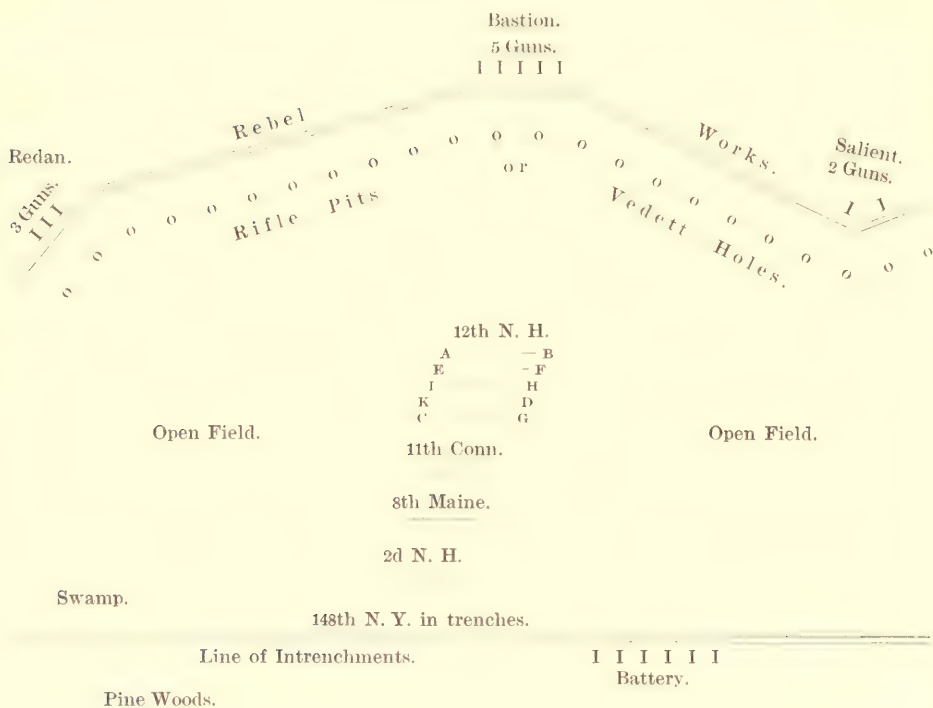 Bastion.
5 Guns.
I I I I I
Rebel
Works.
Redan.
Salient.
2 Guns.
I I
3 Guns.
I I I
o o o o o o o o o o o o o o o o o o o o o o
or
Rifle Pits
Vedett Holes.
12th N. H.
A — B
E - F
I H
K D
C G
Open Field.
Open Field.
11th Conn.
8th Maine.
2d N. H.
Swamp.
148th N. Y. in trenches.
Line of Intrenchments.
I I I I I I
Battery.
Pine Woods.